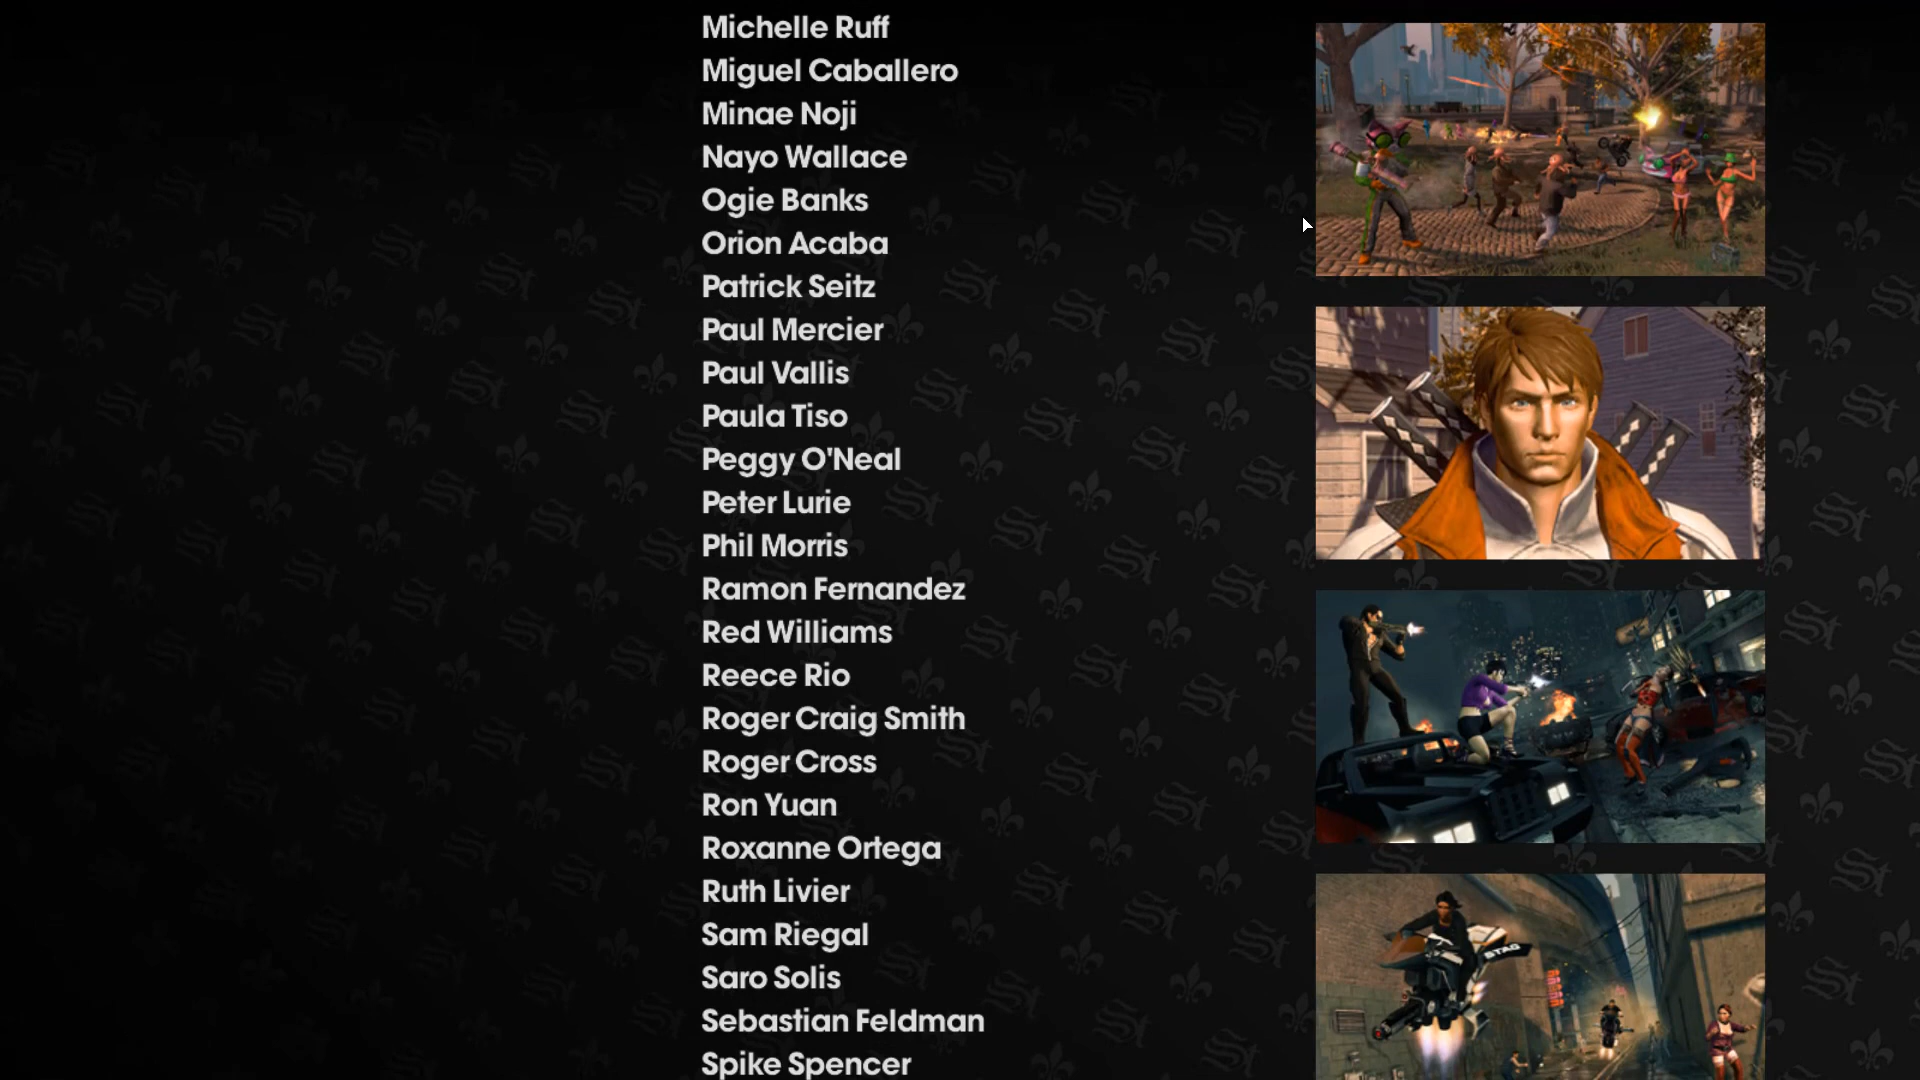 Michelle Ruff
Miguel Caballero
Minae Noji
Nayo Wallace
Ogie Banks
Orion Acaba
Patrick Seitz
Paul Mercier
Paul Vallis
Paula Tiso
Peggy O'Neal
Peter Lurie
Phil Morris
Ramon Fernandez
Red Williams
Reece Rio
Roger Craig Smith
Roger Cross
Ron Yuan
Roxanne Ortega
Ruth Livier
Sam Riegal
Saro Solis
Sebastian Feldman
Spike Spencer
STAG